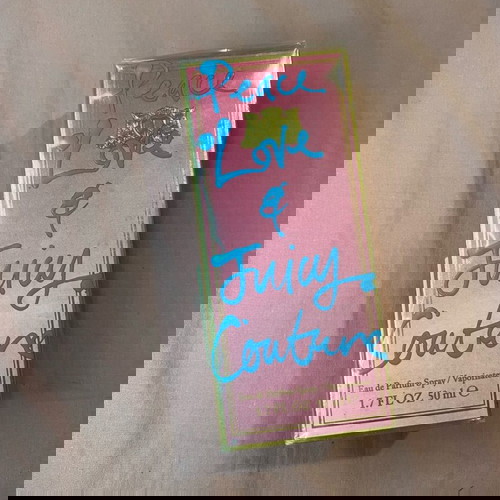 Peace
Love
&
Juicy
Couture
Eau de Parfum Spray / Vaporisateur
1.7 FL.OZ. 50 ml ℮